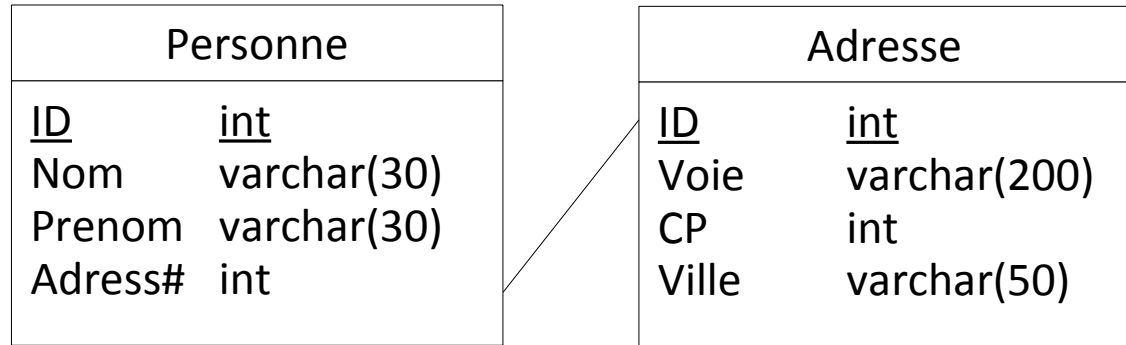 Personne
ID int
Nom varchar(30)
Prenom varchar(30)
Adress# int
Adresse
ID int
Voie varchar(200)
CP int
Ville varchar(50)